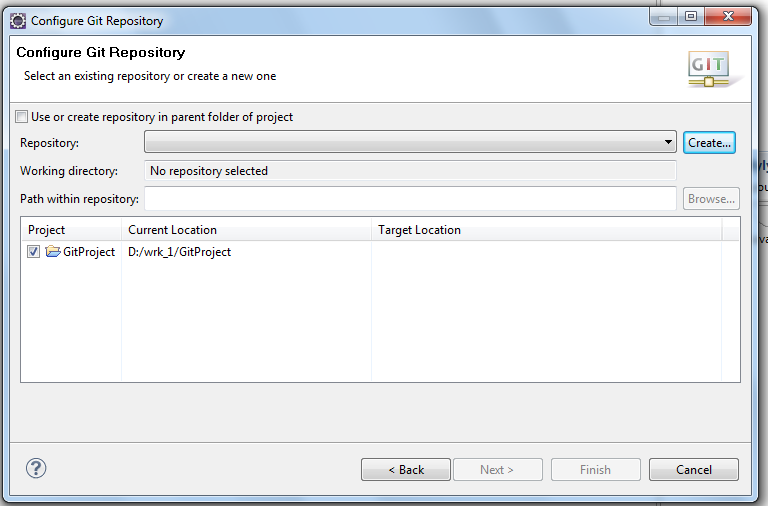 Configure Git Repository
Configure Git Repository
Select an existing repository or create a new one
GIT
Use or create repository in parent folder of project
Repository: Create...
Working directory: No repository selected
Path within repository: Browse...
Project Current Location Target Location
GitProject D:/wrk_1/GitProject
? < Back Next > Finish Cancel